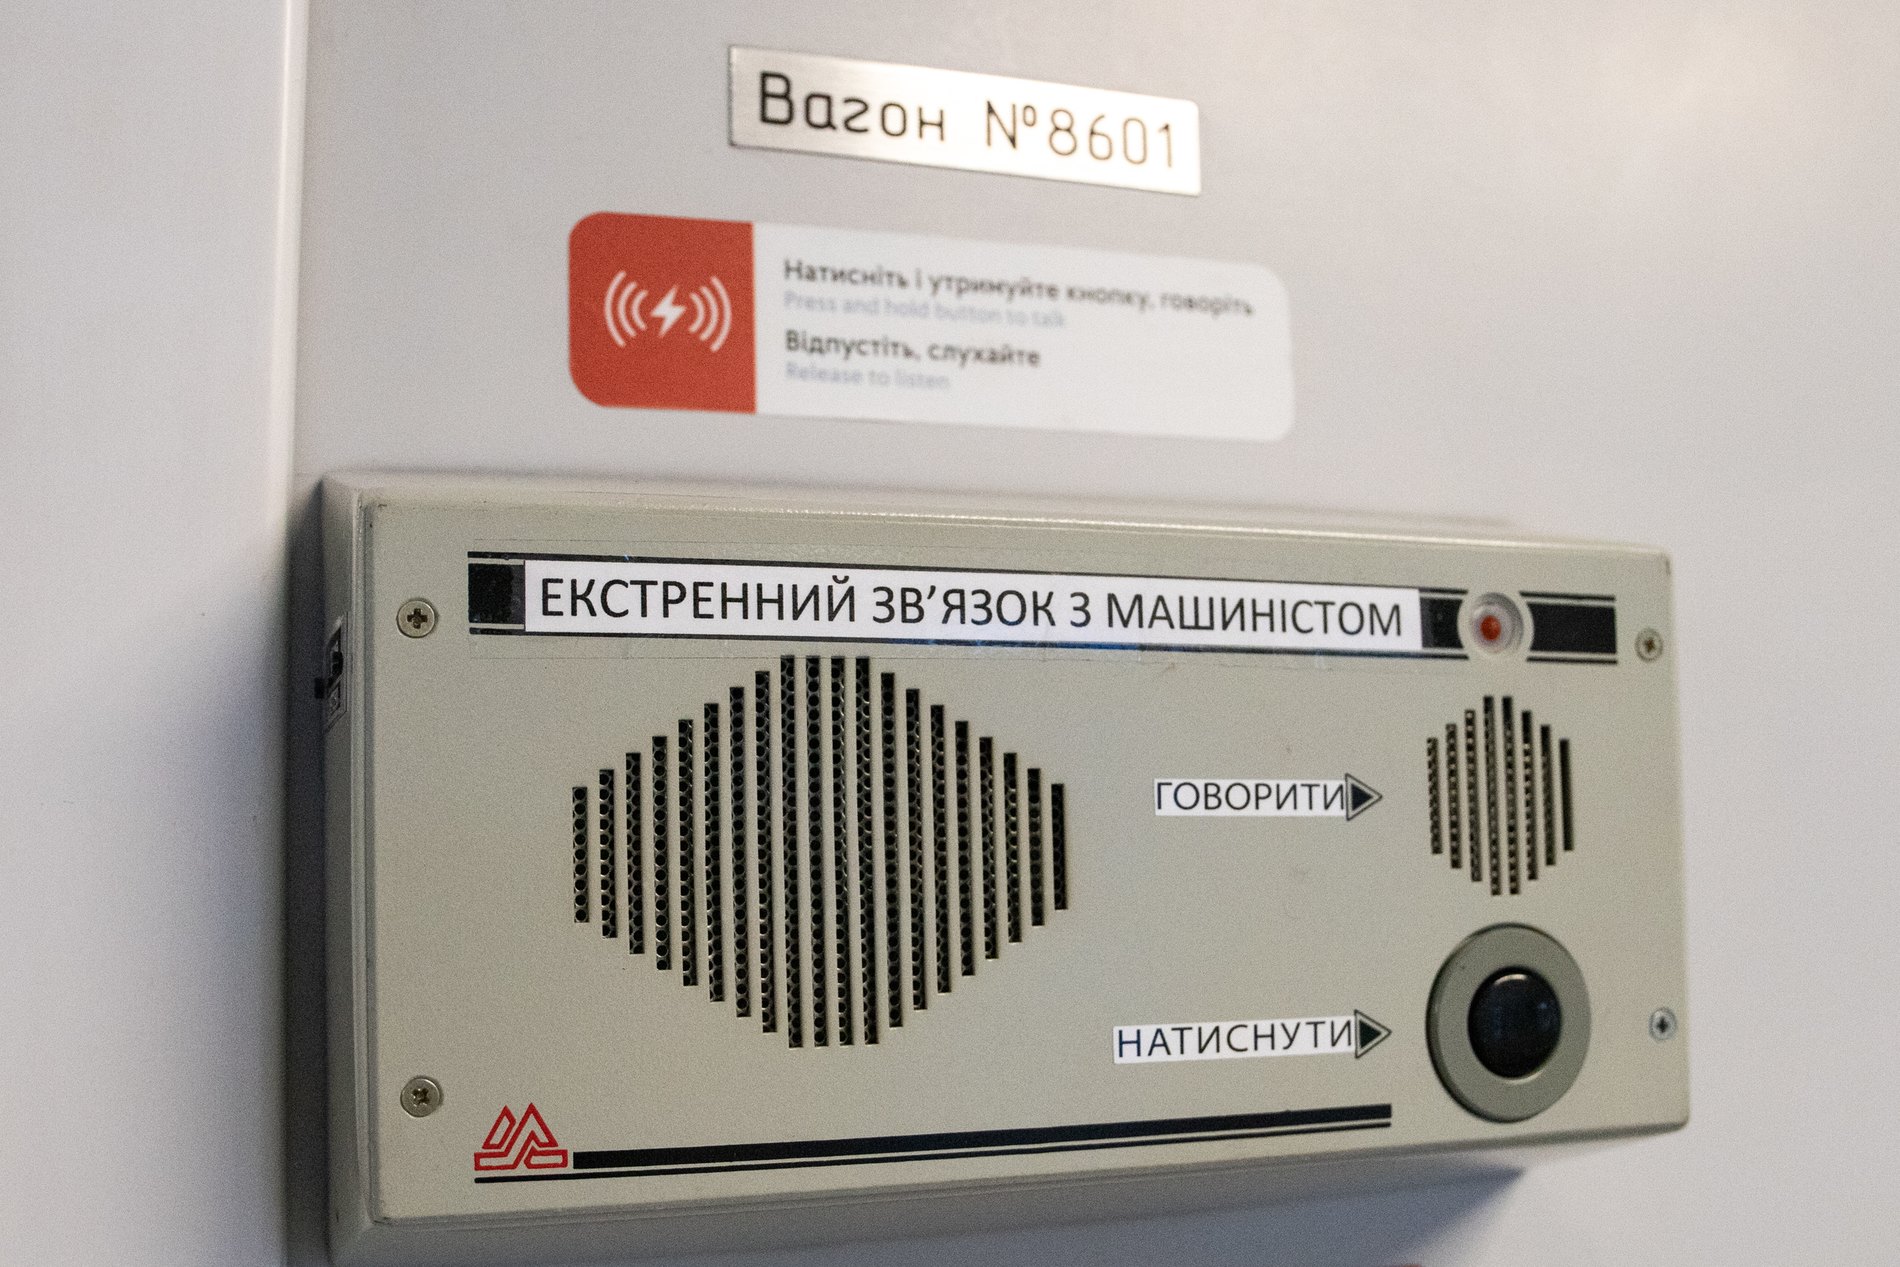 Вагон №8601
Натисніть і утримуйте кнопку, говоріть
Press and hold button to talk
Відпустіть, слухайте
Release to listen
ЕКСТРЕННИЙ ЗВ’ЯЗОК З МАШИНІСТОМ
ГОВОРИТИ
НАТИСНУТИ